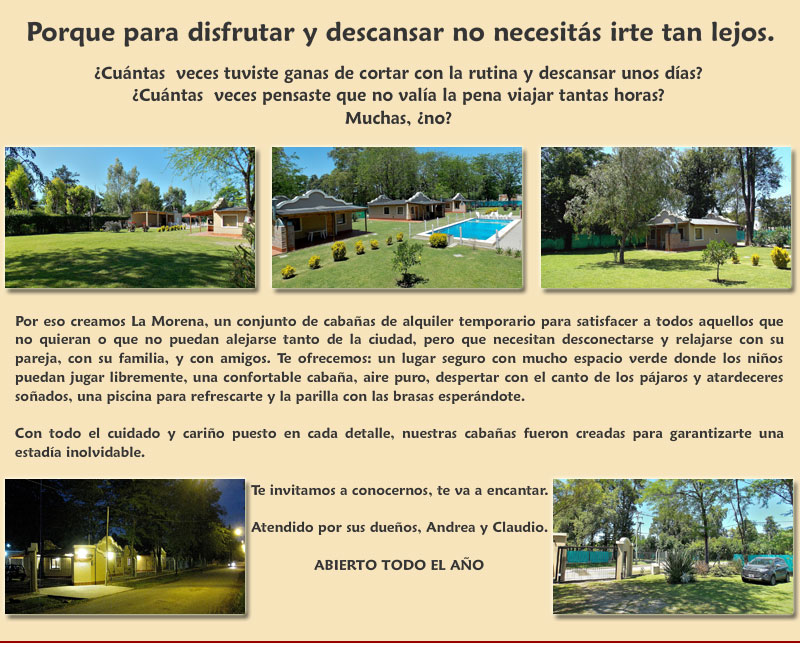 Porque para disfrutar y descansar no necesitás irte tan lejos.
¿Cuántas veces tuviste ganas de cortar con la rutina y descansar unos días?
¿Cuántas veces pensaste que no valía la pena viajar tantas horas?
Muchas, ¿no?
Por eso creamos La Morena, un conjunto de cabañas de alquiler temporario para satisfacer a todos aquellos que
no quieran o que no puedan alejarse tanto de la ciudad, pero que necesitan desconectarse y relajarse con su
pareja, con su familia, y con amigos. Te ofrecemos: un lugar seguro con mucho espacio verde donde los niños
puedan jugar libremente, una confortable cabaña, aire puro, despertar con el canto de los pájaros y atardeceres
soñados, una piscina para refrescarte y la parilla con las brasas esperándote.
Con todo el cuidado y cariño puesto en cada detalle, nuestras cabañas fueron creadas para garantizarte una
estadía inolvidable.
Te invitamos a conocernos, te va a encantar.
Atendido por sus dueños, Andrea y Claudio.
ABIERTO TODO EL AÑO